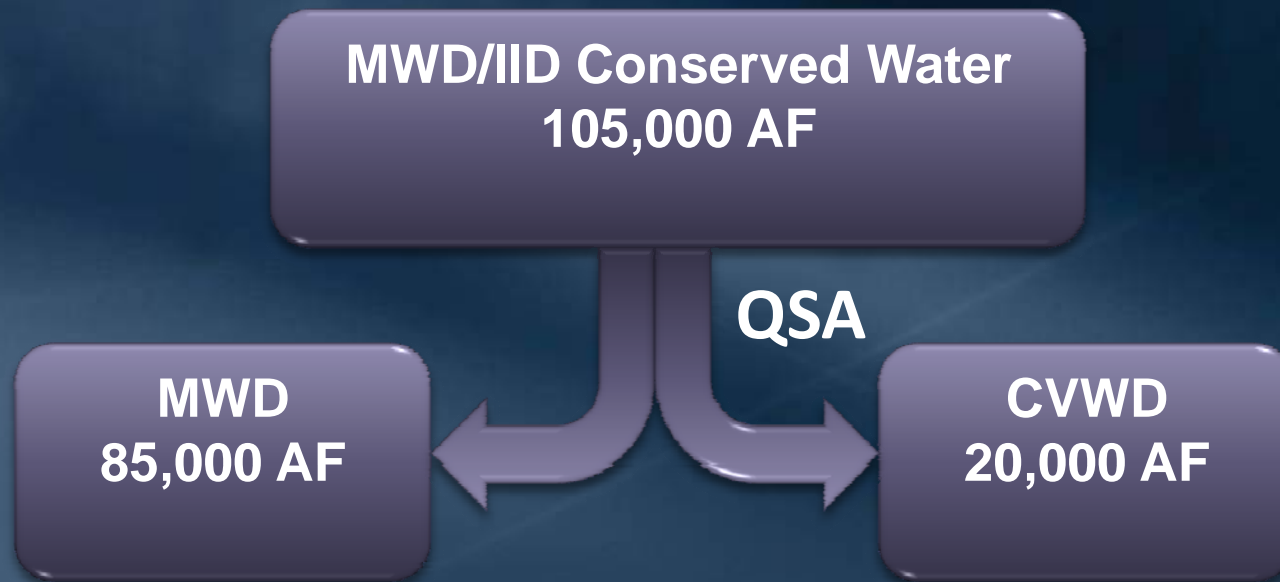 MWD/IID Conserved Water
105,000 AF
QSA
MWD
85,000 AF
CVWD
20,000 AF